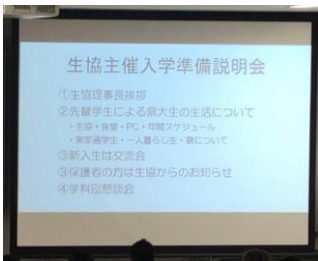 生協主催入学準備説明会
①生協理事長挨拶
②先輩学生による県大生の生活について
・生協・食堂・PC・年間スケジュール
・実家通学生・一人暮らし生・寮について
③新入生は交流会
③保護者の方は生協からのお知らせ
④学科別懇談会